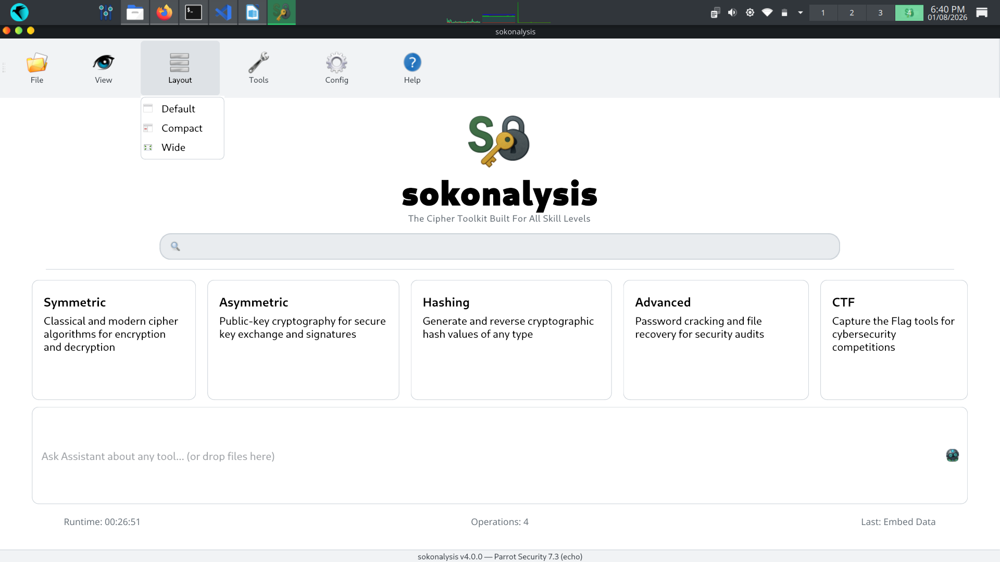 1
2
3
4
6:40 PM
01/08/2026
sokonalysis
File
View
Layout
Tools
Config
Help
Default
Compact
Wide
sokonalysis
The Cipher Toolkit Built For All Skill Levels
Symmetric
Classical and modern cipher
algorithms for encryption
and decryption
Asymmetric
Public-key cryptography for secure
key exchange and signatures
Hashing
Generate and reverse cryptographic
hash values of any type
Advanced
Password cracking and file
recovery for security audits
CTF
Capture the Flag tools for
cybersecurity
competitions
Ask Assistant about any tool... (or drop files here)
Runtime: 00:26:51
Operations: 4
Last: Embed Data
sokonalysis v4.0.0 — Parrot Security 7.3 (echo)